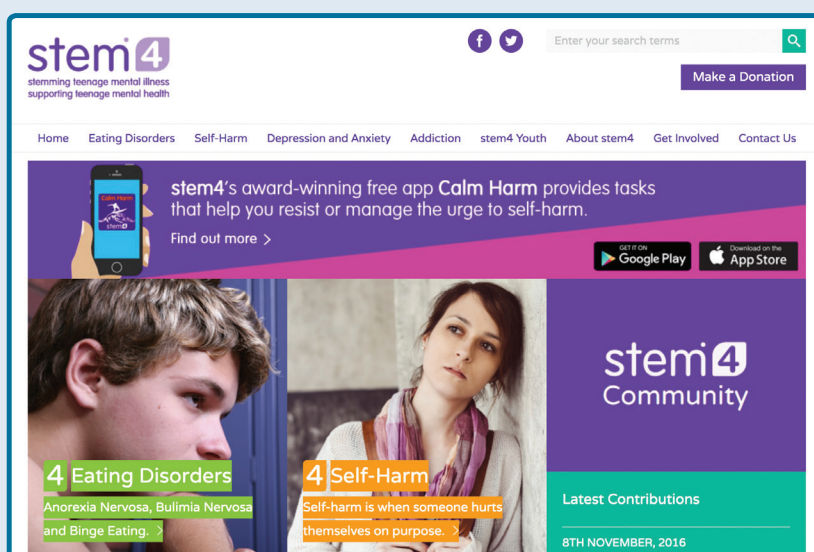 stem4
stemming teenage mental illness
supporting teenage mental health
Enter your search terms
Make a Donation
Home Eating Disorders Self-Harm Depression and Anxiety Addiction stem4 Youth About stem4 Get Involved Contact Us
Calm Harm
stem4
stem4's award-winning free app Calm Harm provides tasks
that help you resist or manage the urge to self-harm.
Find out more >
GET IT ON
Google Play
Download on the
App Store
4 Eating Disorders
Anorexia Nervosa, Bulimia Nervosa
and Binge Eating. >
4 Self-Harm
Self-harm is when someone hurts
themselves on purpose. >
stem4
Community
Latest Contributions
8TH NOVEMBER, 2016